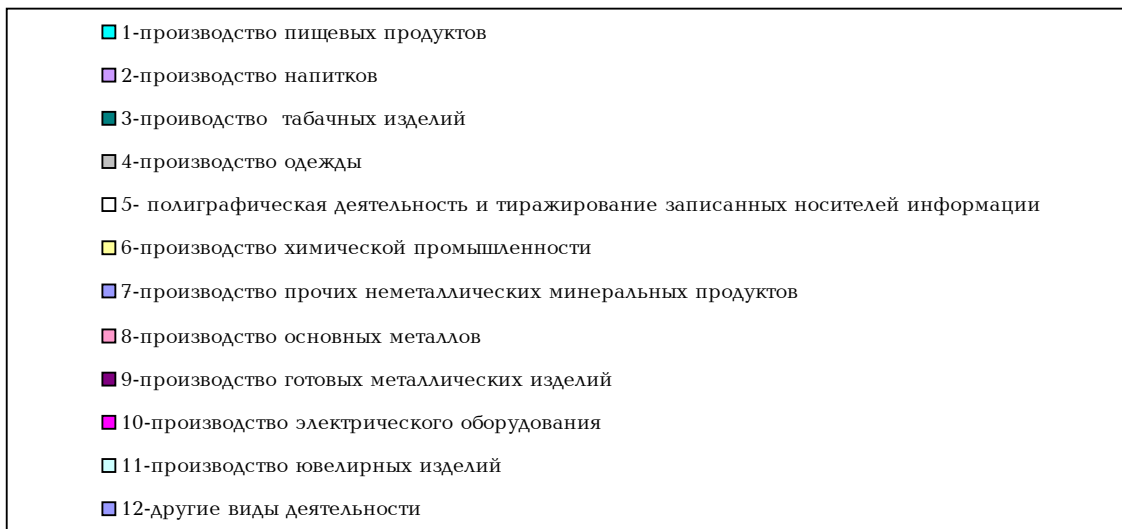 1-производство пищевых продуктов
2-производство напитков
3-проиводство табачных изделий
4-производство одежды
5- полиграфическая деятельность и тиражирование записанных носителей информации
6-производство химической промышленности
7-производство прочих неметаллических минеральных продуктов
8-производство основных металлов
9-производство готовых металлических изделий
10-производство электрического оборудования
11-производство ювелирных изделий
12-другие виды деятельности